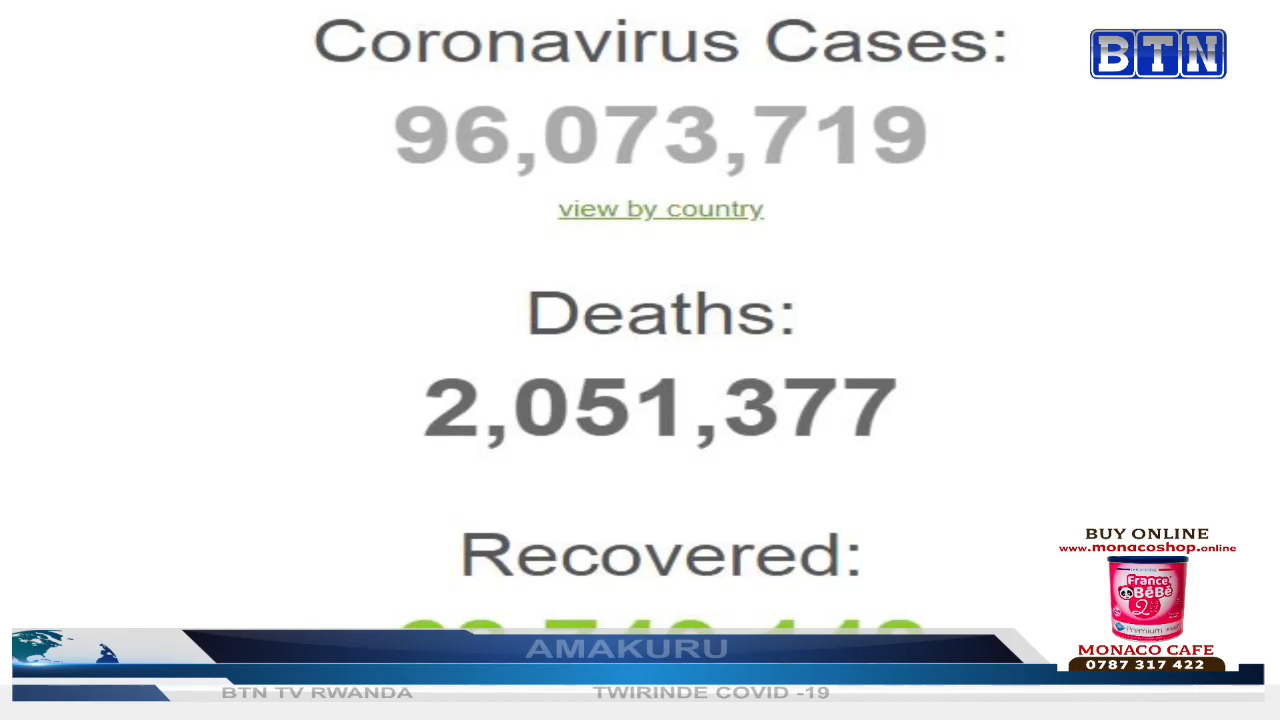 Coronavirus Cases:
BTN
96,073,719
view by country
Deaths:
2,051,377
Recovered:
BUY ONLINE
www.monacoshop.online
France
BéBé
2
Premium
MONACO CAFE
0787 317 422
AMAKURU
BTN TV RWANDA
TWIRINDE COVID -19